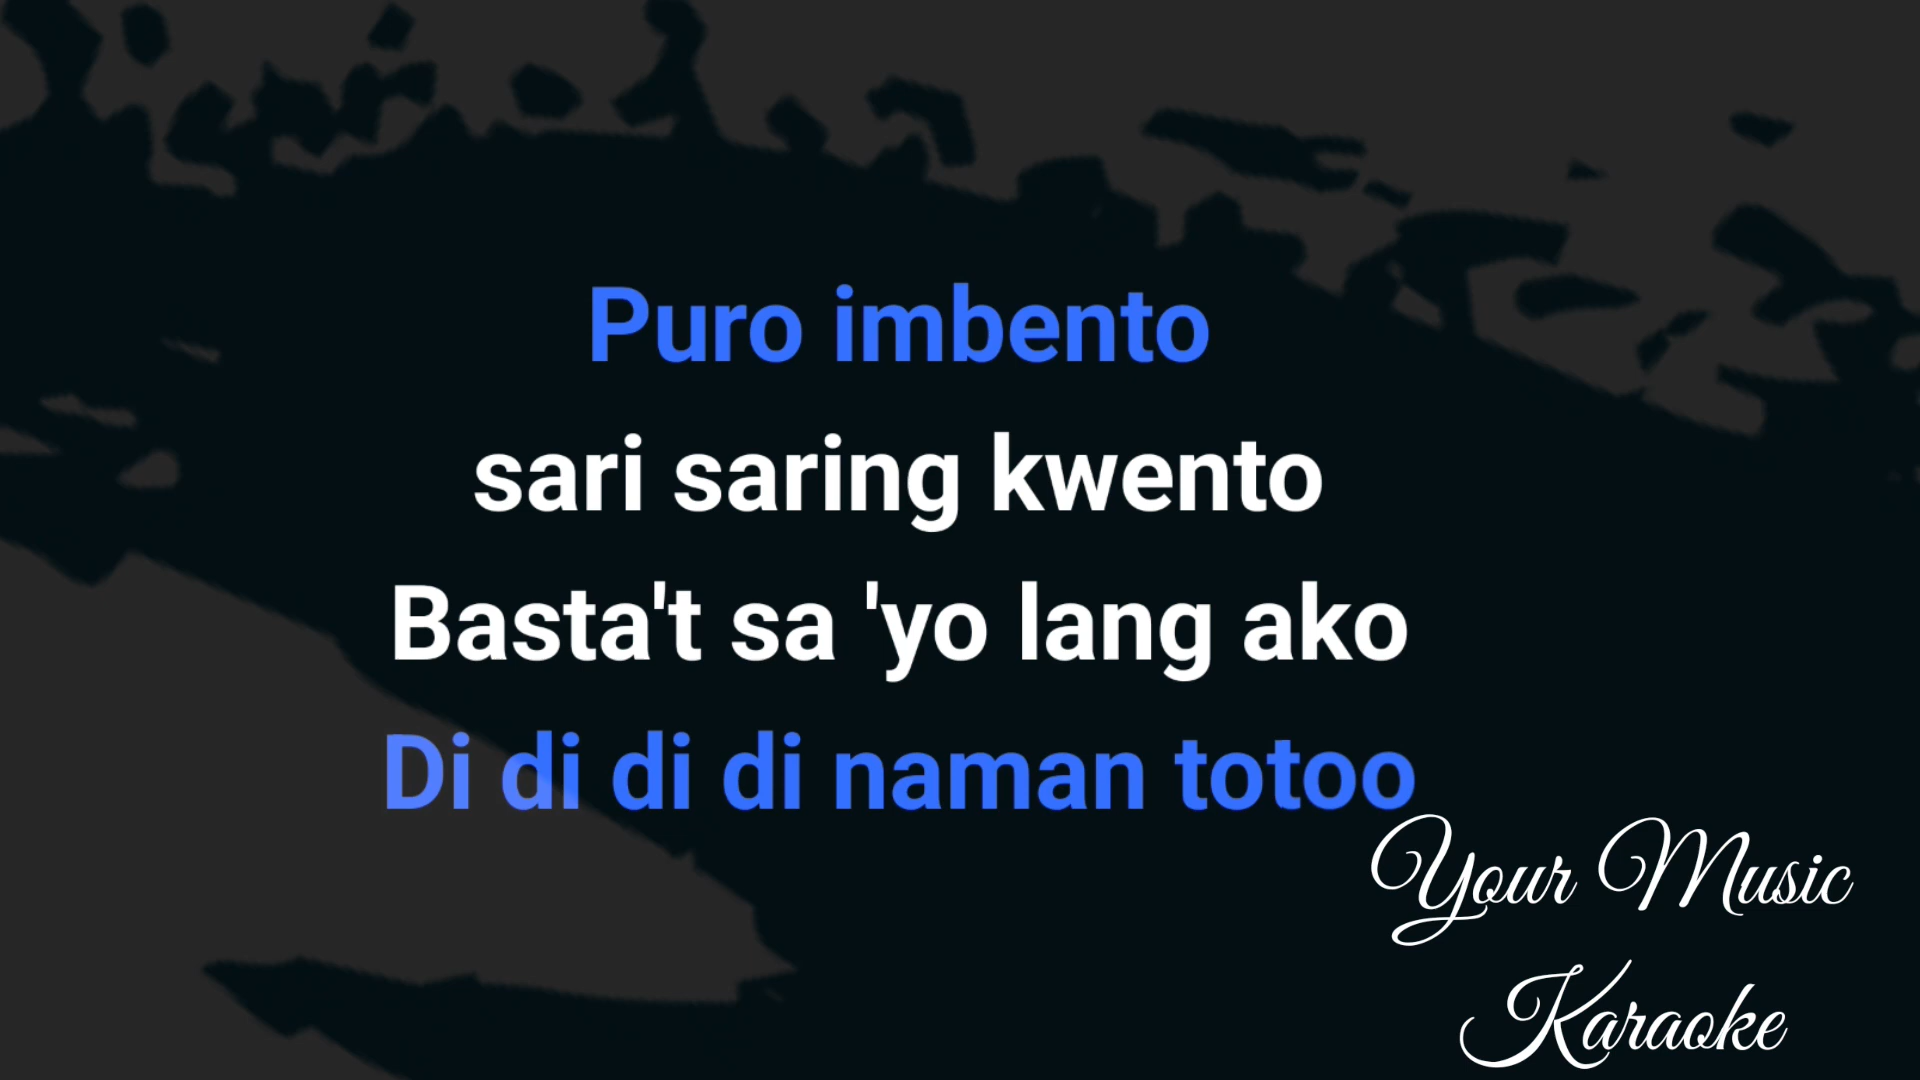 Puro imbento
sari saring kwento
Basta't sa 'yo lang ako
Di di di di naman totoo
Your Music
Karaoke